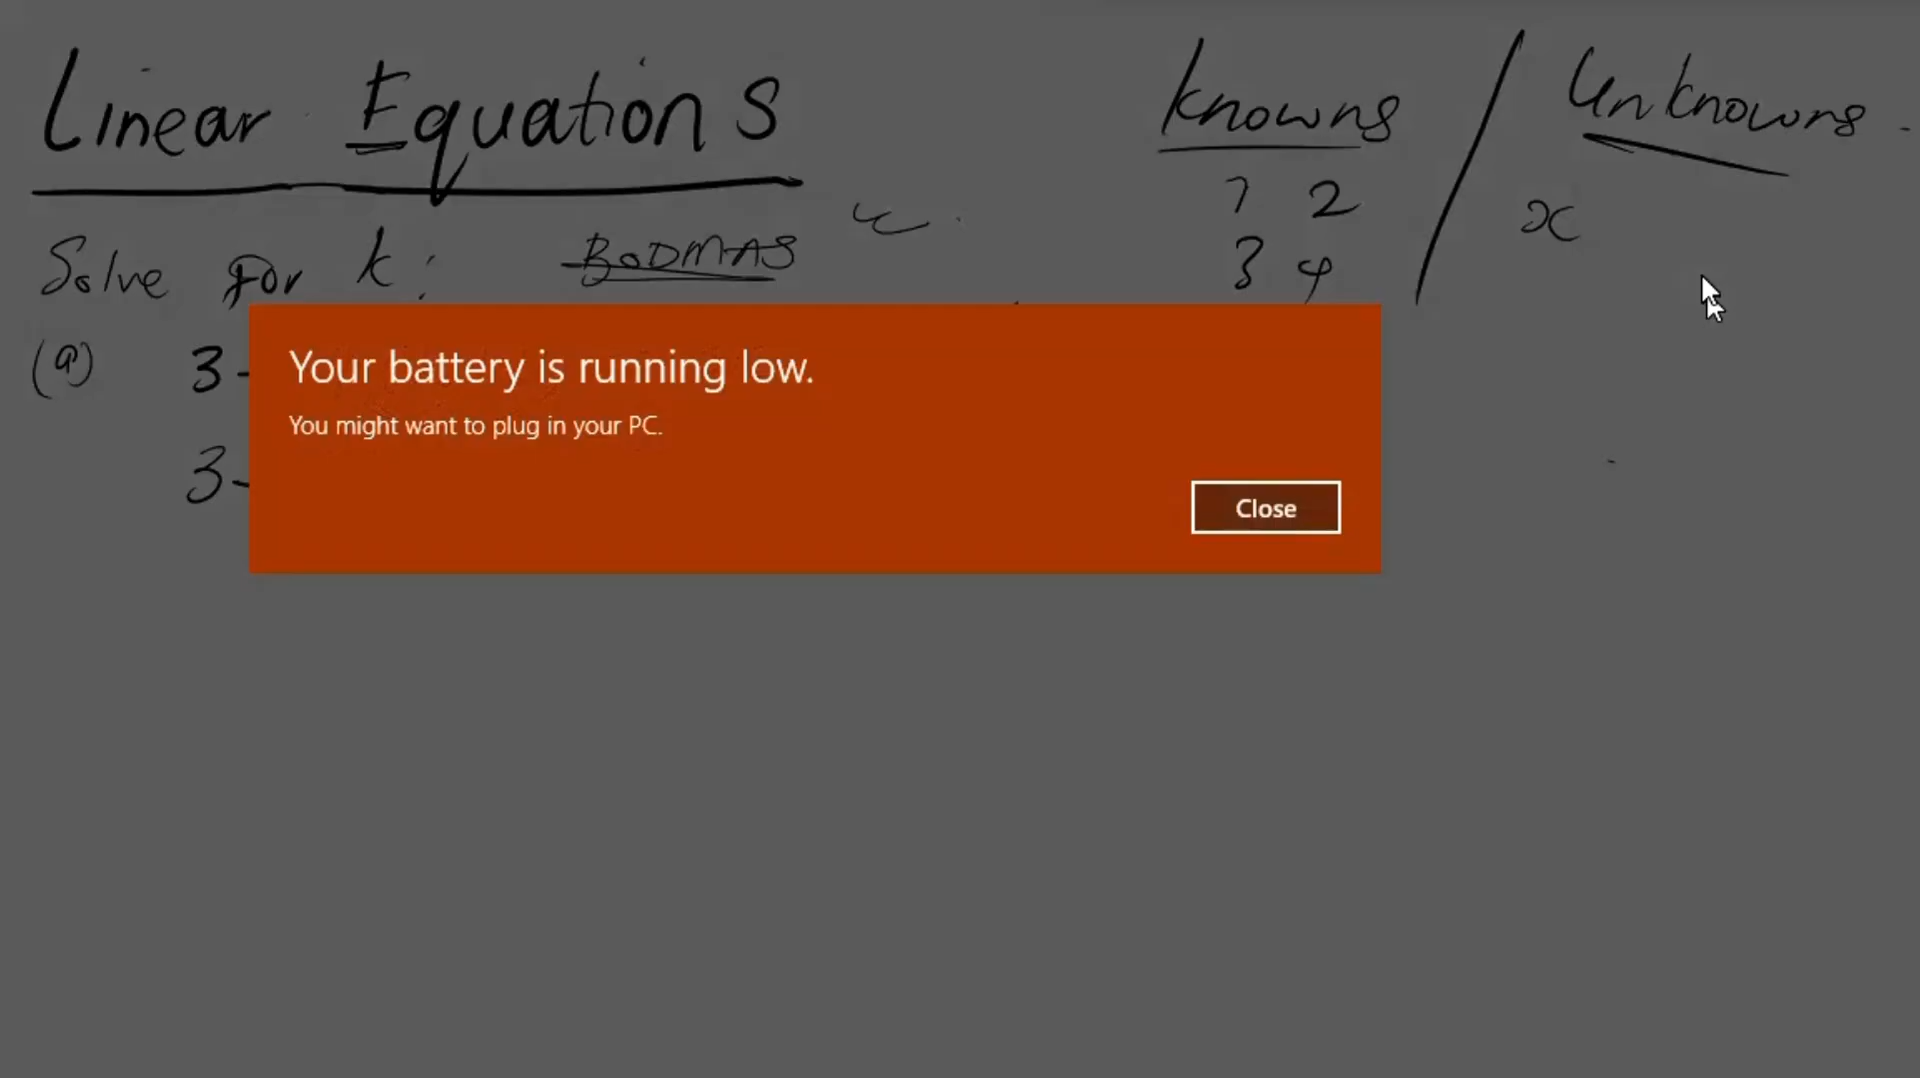 Linear Equations
Knowns / Unknowns
1 2
x
3 4
Solve for k:
BODMAS
(a) 3 -
3 -
Your battery is running low.
You might want to plug in your PC.
Close